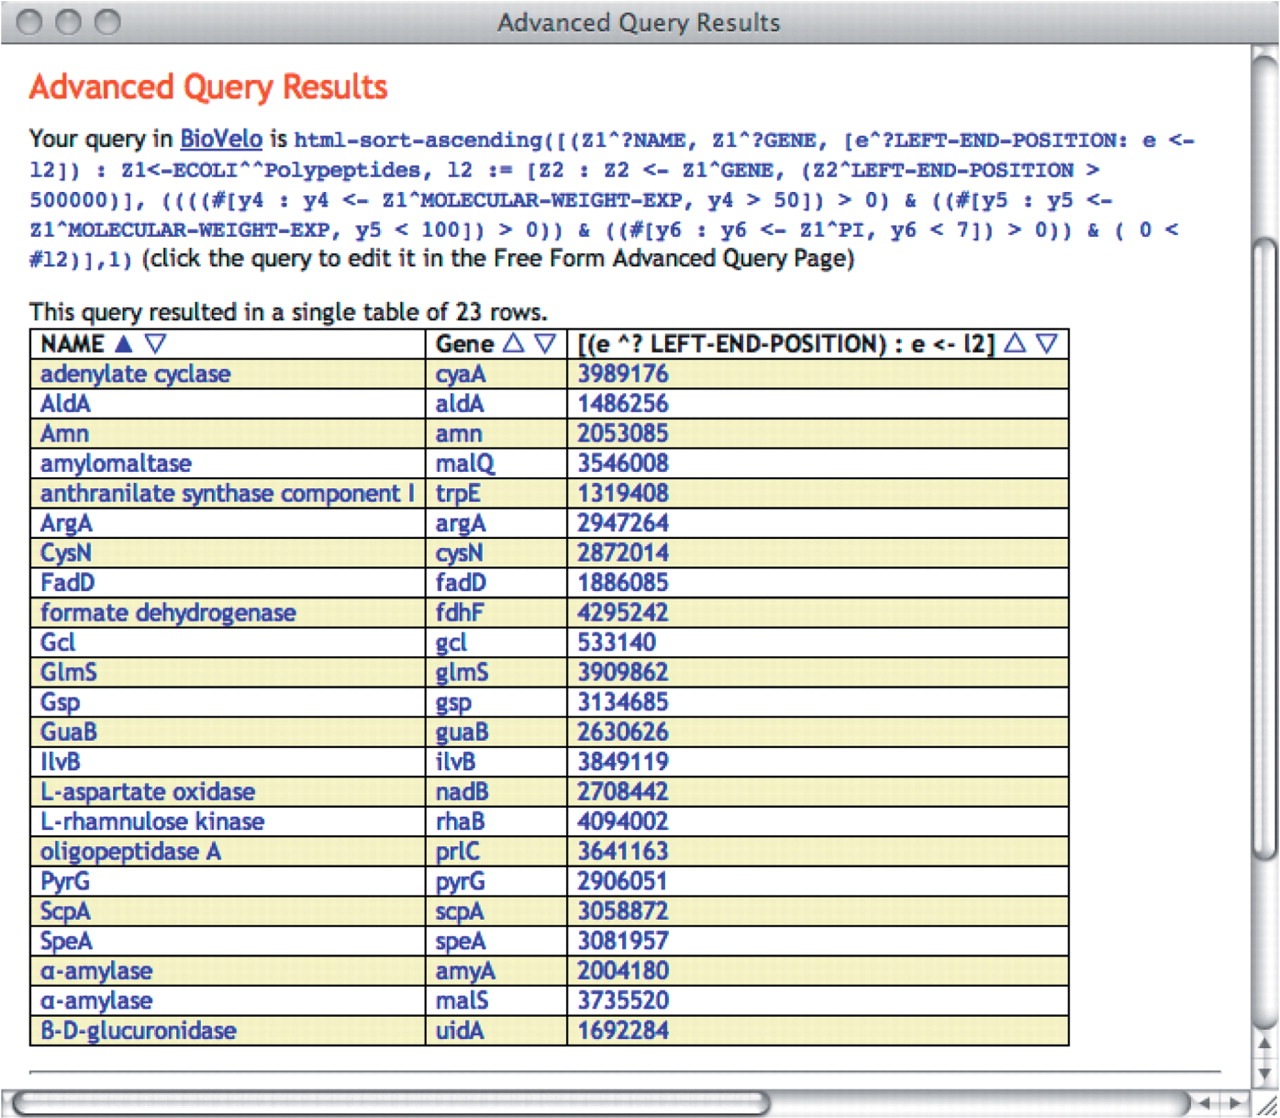 Advanced Query Results
Advanced Query Results
Your query in BioVelo is html-sort-ascending([(Z1^?NAME, Z1^?GENE, [e^?LEFT-END-POSITION: e <-
l2]) : Z1<-ECOLI^^Polypeptides, l2 := [Z2 : Z2 <- Z1^GENE, (Z2^LEFT-END-POSITION >
500000)], ((((#[y4 : y4 <- Z1^MOLECULAR-WEIGHT-EXP, y4 > 50]) > 0) & ((#[y5 : y5 <-
Z1^MOLECULAR-WEIGHT-EXP, y5 < 100]) > 0)) & ((#[y6 : y6 <- Z1^PI, y6 < 7]) > 0)) & ( 0 <
#l2)],1) (click the query to edit it in the Free Form Advanced Query Page)
This query resulted in a single table of 23 rows.
NAME ▲ ▽ Gene △ ▽ [(e ^? LEFT-END-POSITION) : e <- l2] △ ▽
adenylate cyclase cyaA 3989176
AldA aldA 1486256
Amn amn 2053085
amylomaltase malQ 3546008
anthranilate synthase component I trpE 1319408
ArgA argA 2947264
CysN cysN 2872014
FadD fadD 1886085
formate dehydrogenase fdhF 4295242
Gcl gcl 533140
GlmS glmS 3909862
Gsp gsp 3134685
GuaB guaB 2630626
IlvB ilvB 3849119
L-aspartate oxidase nadB 2708442
L-rhamnulose kinase rhaB 4094002
oligopeptidase A prlC 3641163
PyrG pyrG 2906051
ScpA scpA 3058872
SpeA speA 3081957
α-amylase amyA 2004180
α-amylase malS 3735520
β-D-glucuronidase uidA 1692284